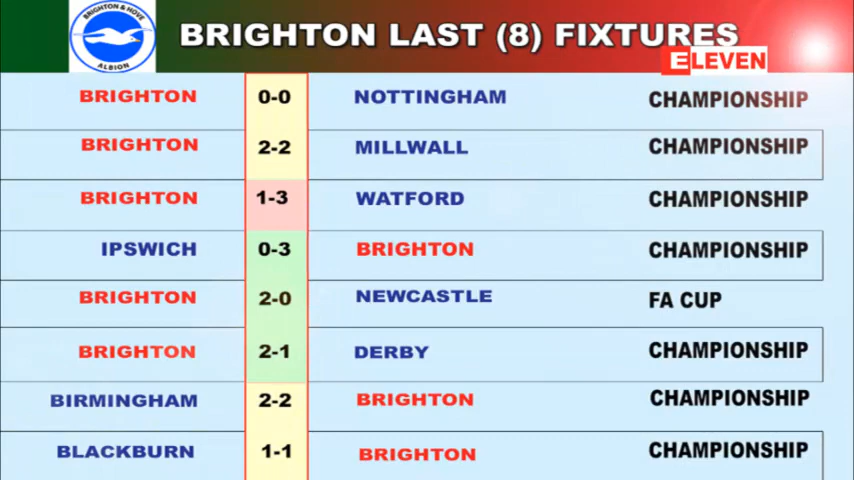 BRIGHTON & HOVE
ALBION
BRIGHTON LAST (8) FIXTURES
ELEVEN
BRIGHTON 0-0 NOTTINGHAM CHAMPIONSHIP
BRIGHTON 2-2 MILLWALL CHAMPIONSHIP
BRIGHTON 1-3 WATFORD CHAMPIONSHIP
IPSWICH 0-3 BRIGHTON CHAMPIONSHIP
BRIGHTON 2-0 NEWCASTLE FA CUP
BRIGHTON 2-1 DERBY CHAMPIONSHIP
BIRMINGHAM 2-2 BRIGHTON CHAMPIONSHIP
BLACKBURN 1-1 BRIGHTON CHAMPIONSHIP